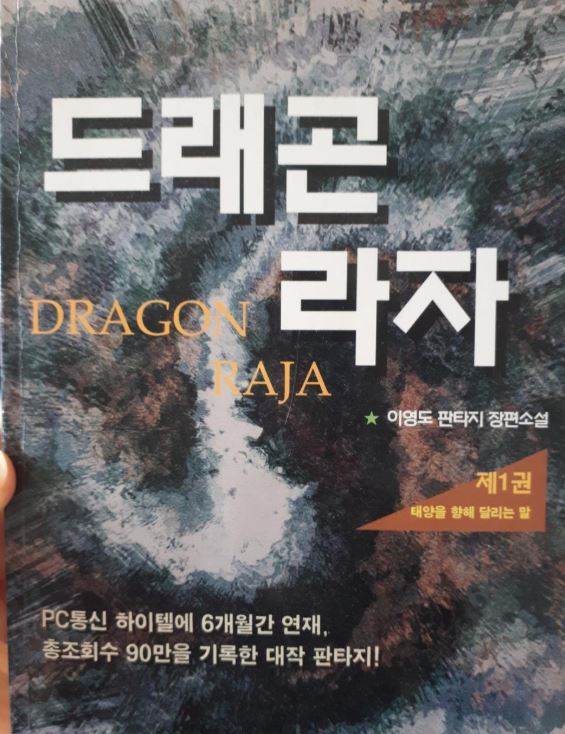 드래곤
라자
DRAGON
RAJA
★ 이영도 판타지 장편소설
제1권
태양을 향해 달리는 말
PC통신 하이텔에 6개월간 연재,
총조회수 90만을 기록한 대작 판타지!